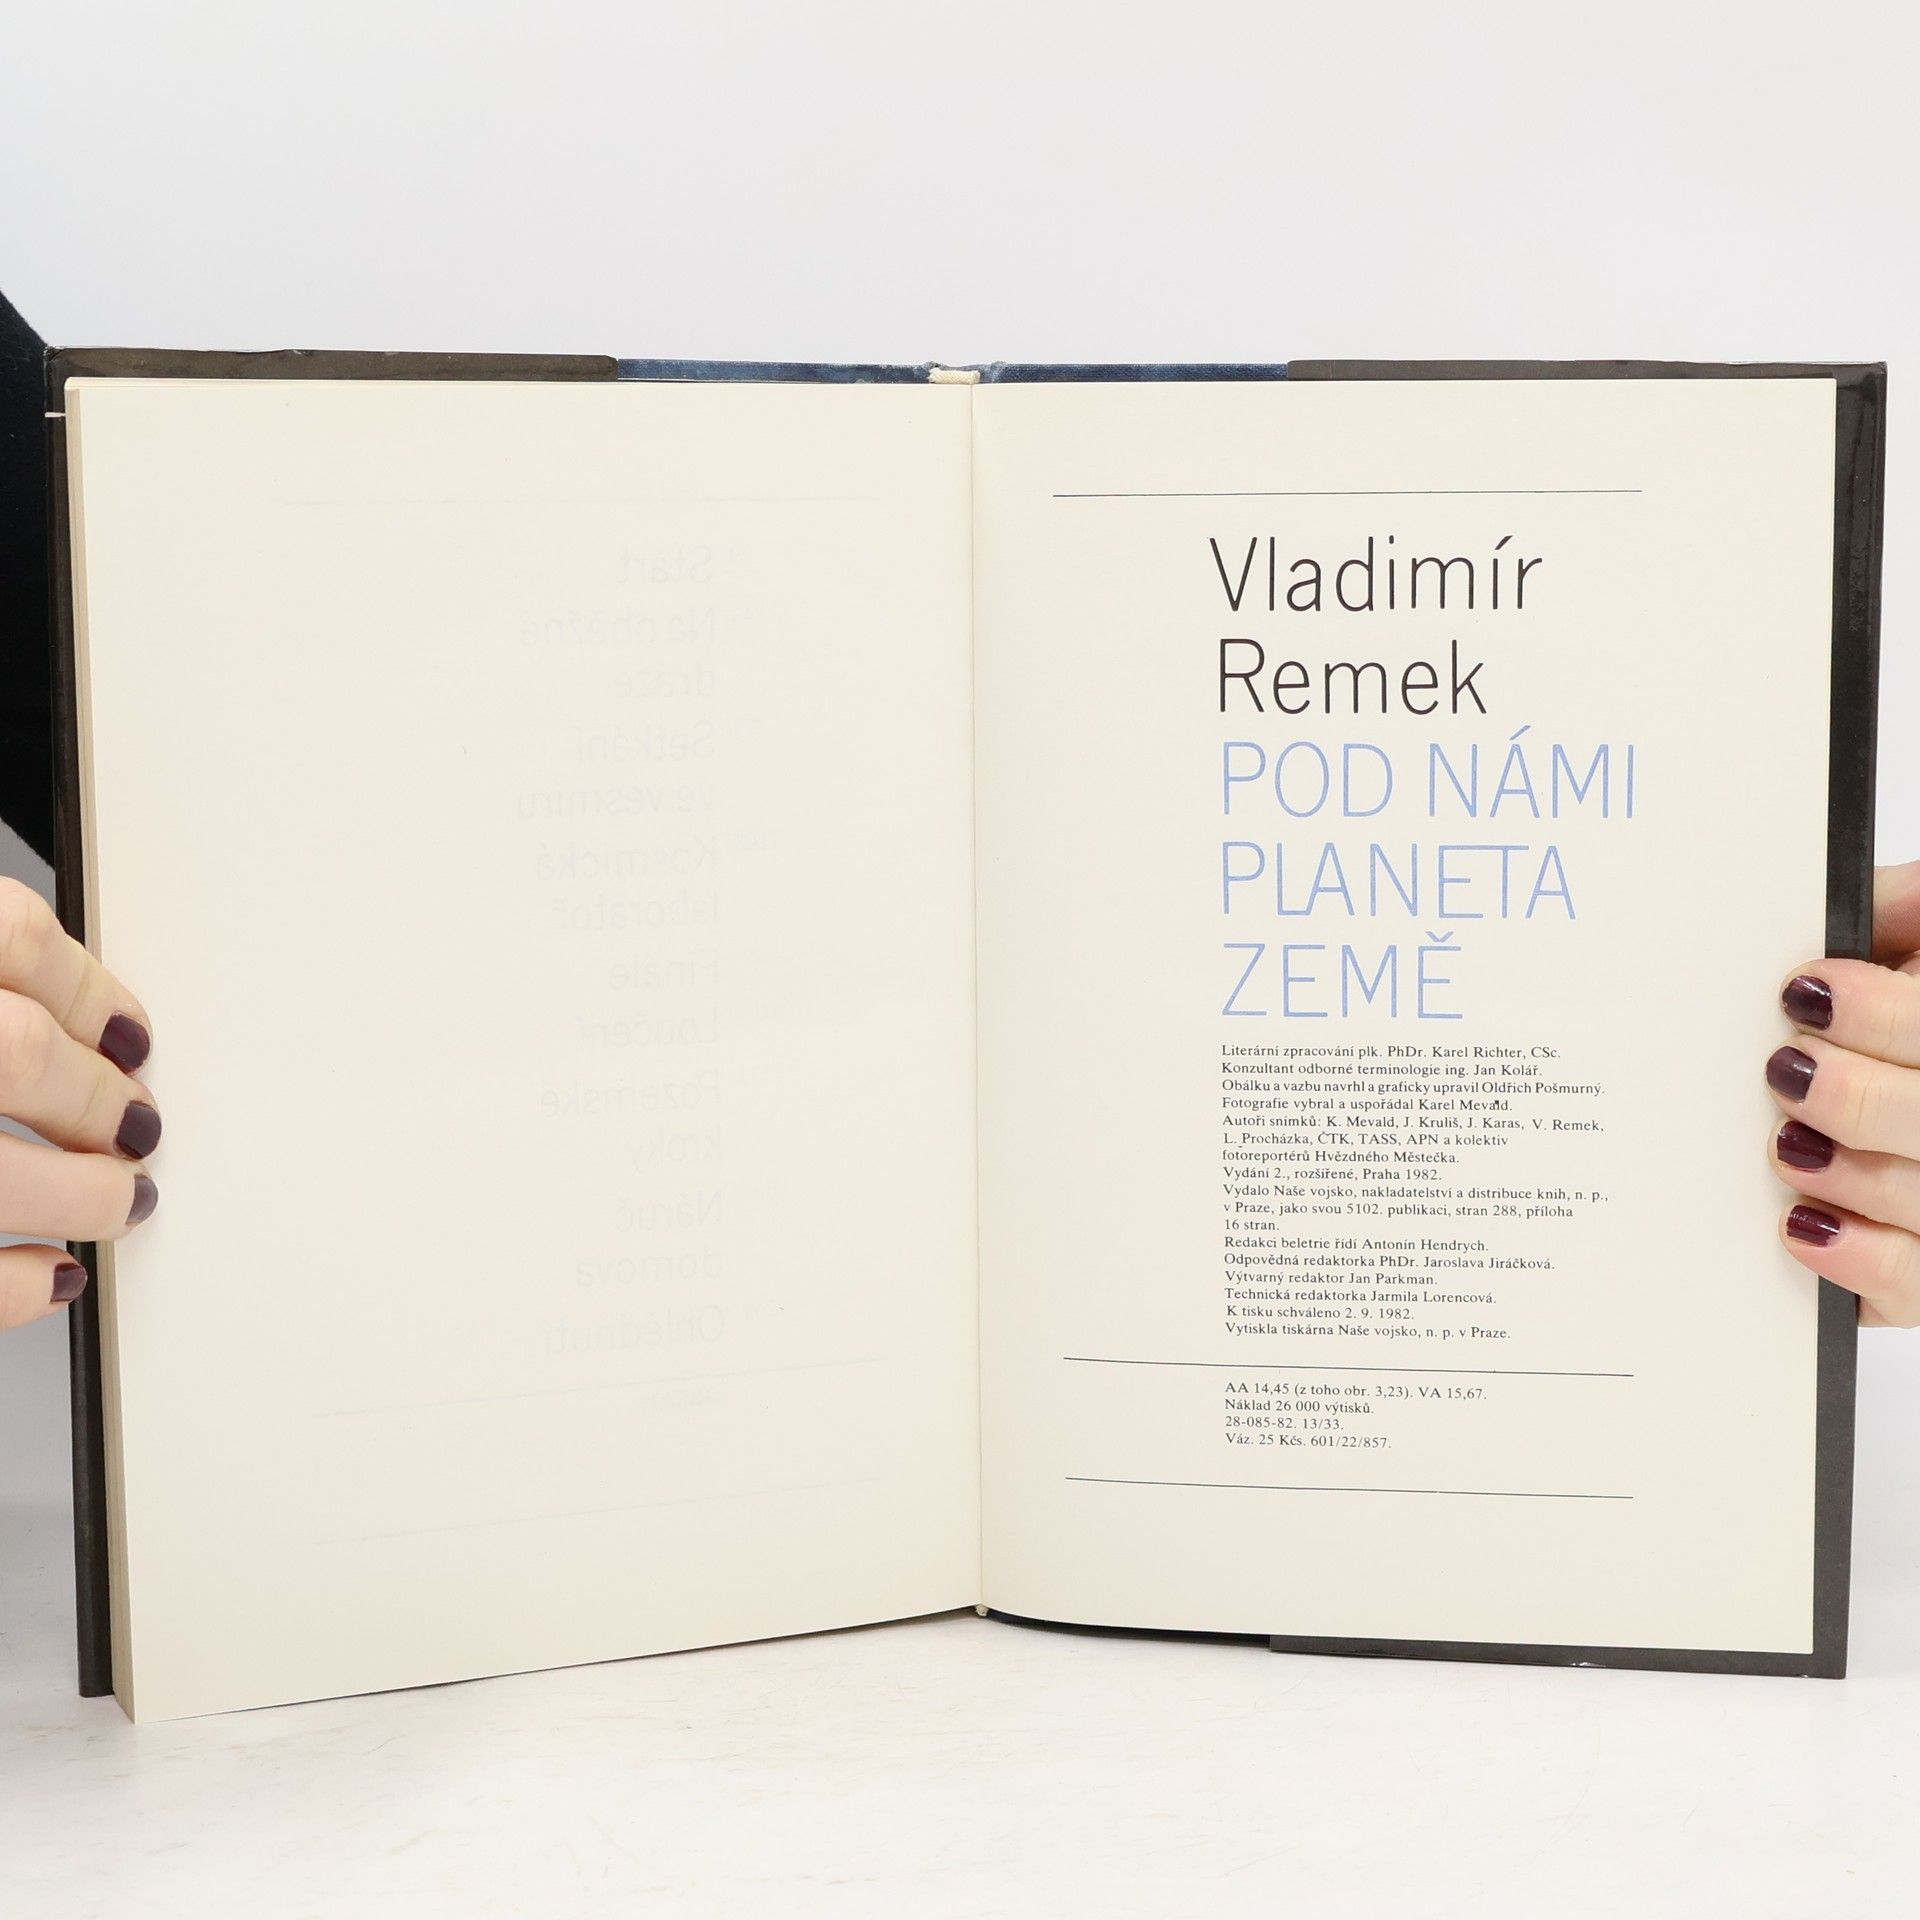 Vladimír
Remek
POD NÁMI
PLANETA
ZEMĚ
Literární zpracování plk. PhDr. Karel Richter, CSc.
Konzultant odborné terminologie ing. Jan Kolář.
Obálku a vazbu navrhl a graficky upravil Oldřich Pošmurný.
Fotografie vybral a uspořádal Karel Mevald.
Autoři snímků: K. Mevald, J. Kruliš, J. Karas, V. Remek,
L. Procházka, ČTK, TASS, APN a kolektiv
fotoreportérů Hvězdného Městečka.
Vydání 2., rozšířené, Praha 1982.
Vydalo Naše vojsko, nakladatelství a distribuce knih, n. p.,
v Praze, jako svou 5102. publikaci, stran 288, příloha
16 stran.
Redakci beletrie řídí Antonín Hendrych.
Odpovědná redaktorka PhDr. Jaroslava Jiráčková.
Výtvarný redaktor Jan Parkman.
Technická redaktorka Jarmila Lorencová.
K tisku schváleno 2. 9. 1982.
Vytiskla tiskárna Naše vojsko, n. p. v Praze.
AA 14,45 (z toho obr. 3,23). VA 15,67.
Náklad 26 000 výtisků.
28-085-82. 13/33.
Váz. 25 Kčs. 601/22/857.